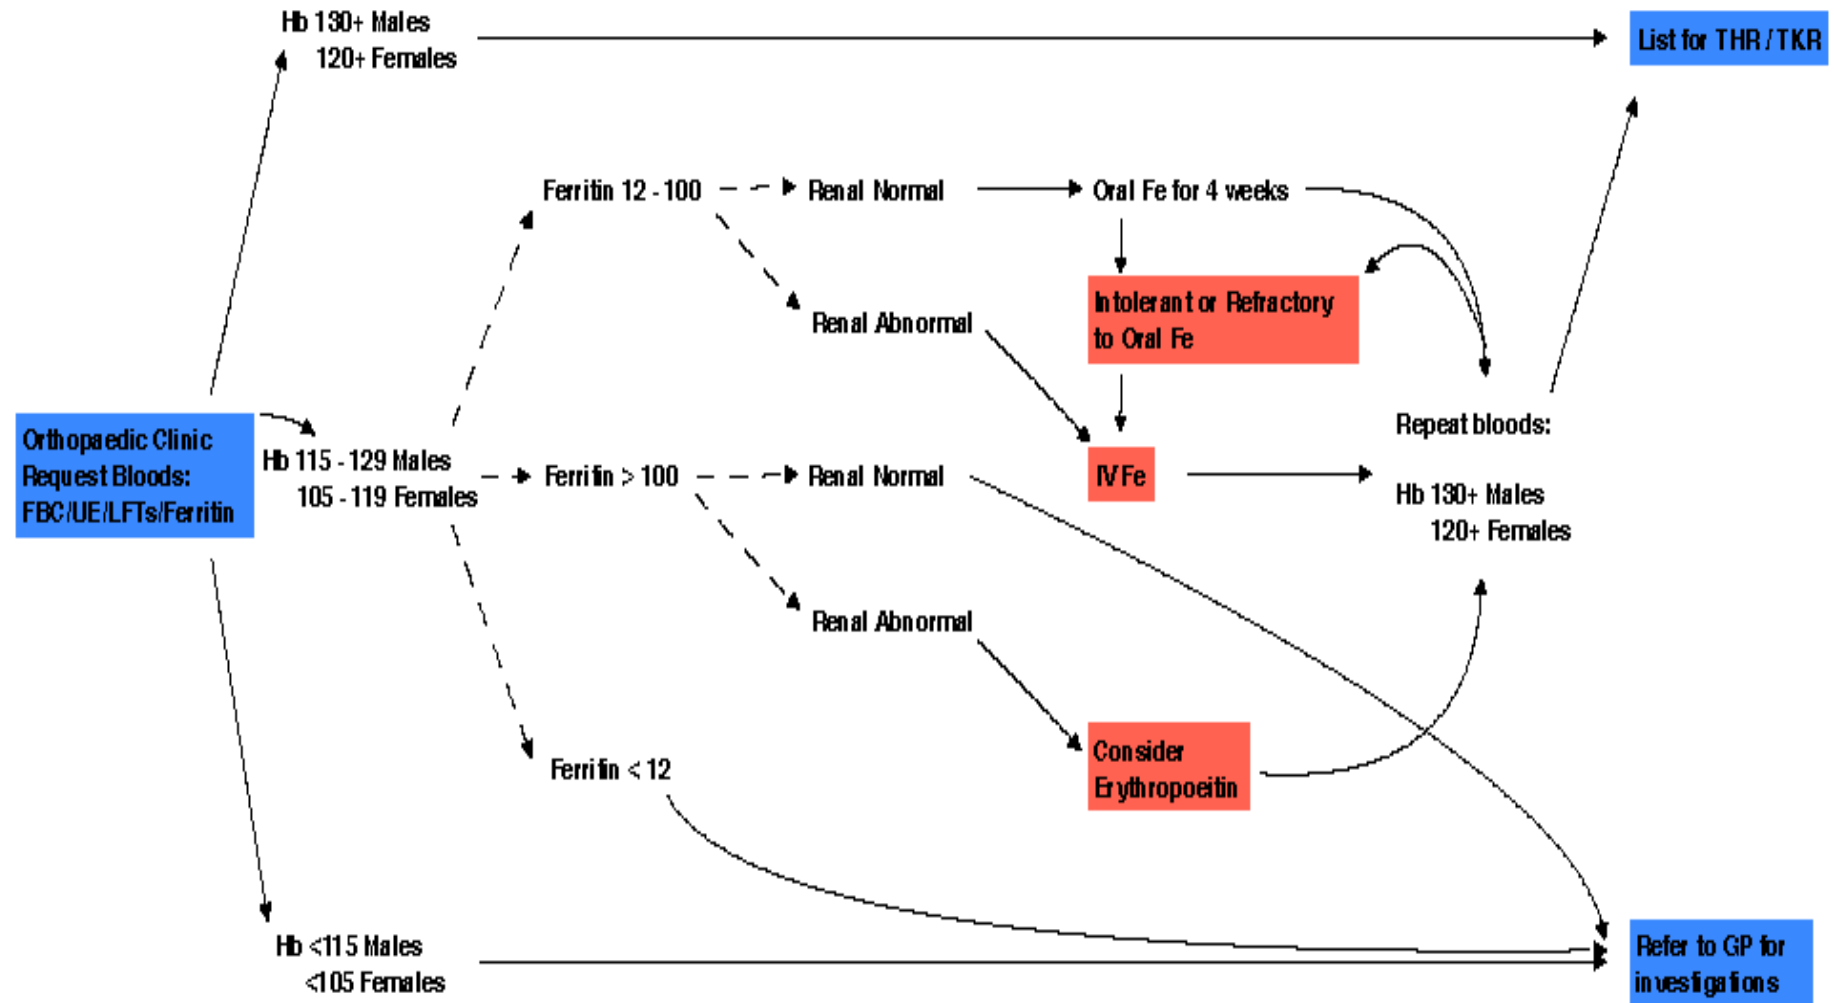 Hb 130+ Males
120+ Females
List for THR / TKR
Ferritin 12 - 100
Renal Normal
Oral Fe for 4 weeks
Intolerant or Refractory
to Oral Fe
Renal Abnormal
Orthopaedic Clinic
Request Bloods:
FBC/UE/LFTs/Ferritin
Hb 115 - 129 Males
105 - 119 Females
Ferritin > 100
Renal Normal
IV Fe
Repeat bloods:
Hb 130+ Males
120+ Females
Renal Abnormal
Consider
Erythropoeitin
Ferritin < 12
Hb <115 Males
<105 Females
Refer to GP for
investigations